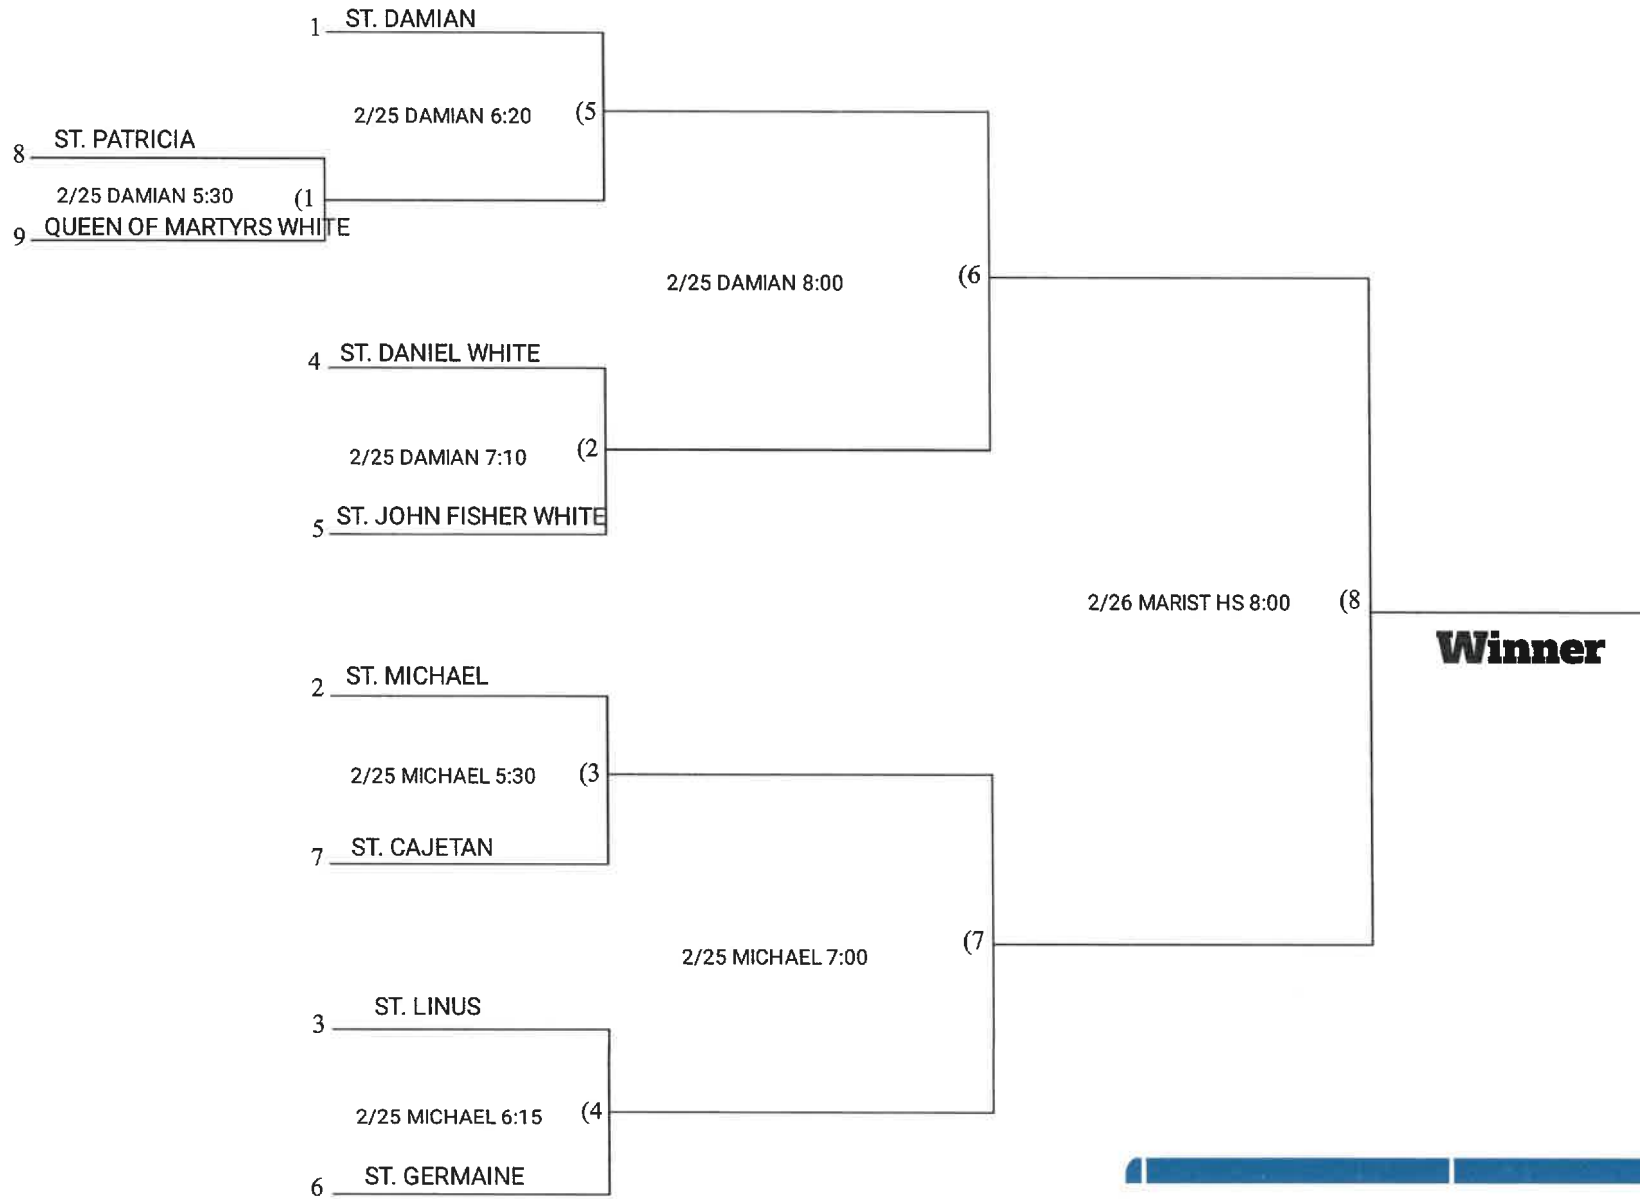 1 ST. DAMIAN
2/25 DAMIAN 6:20 (5
8 ST. PATRICIA
2/25 DAMIAN 5:30 (1
9 QUEEN OF MARTYRS WHITE
2/25 DAMIAN 8:00 (6
4 ST. DANIEL WHITE
2/25 DAMIAN 7:10 (2
5 ST. JOHN FISHER WHITE
2/26 MARIST HS 8:00 (8
Winner
2 ST. MICHAEL
2/25 MICHAEL 5:30 (3
7 ST. CAJETAN
2/25 MICHAEL 7:00 (7
3 ST. LINUS
2/25 MICHAEL 6:15 (4
6 ST. GERMAINE